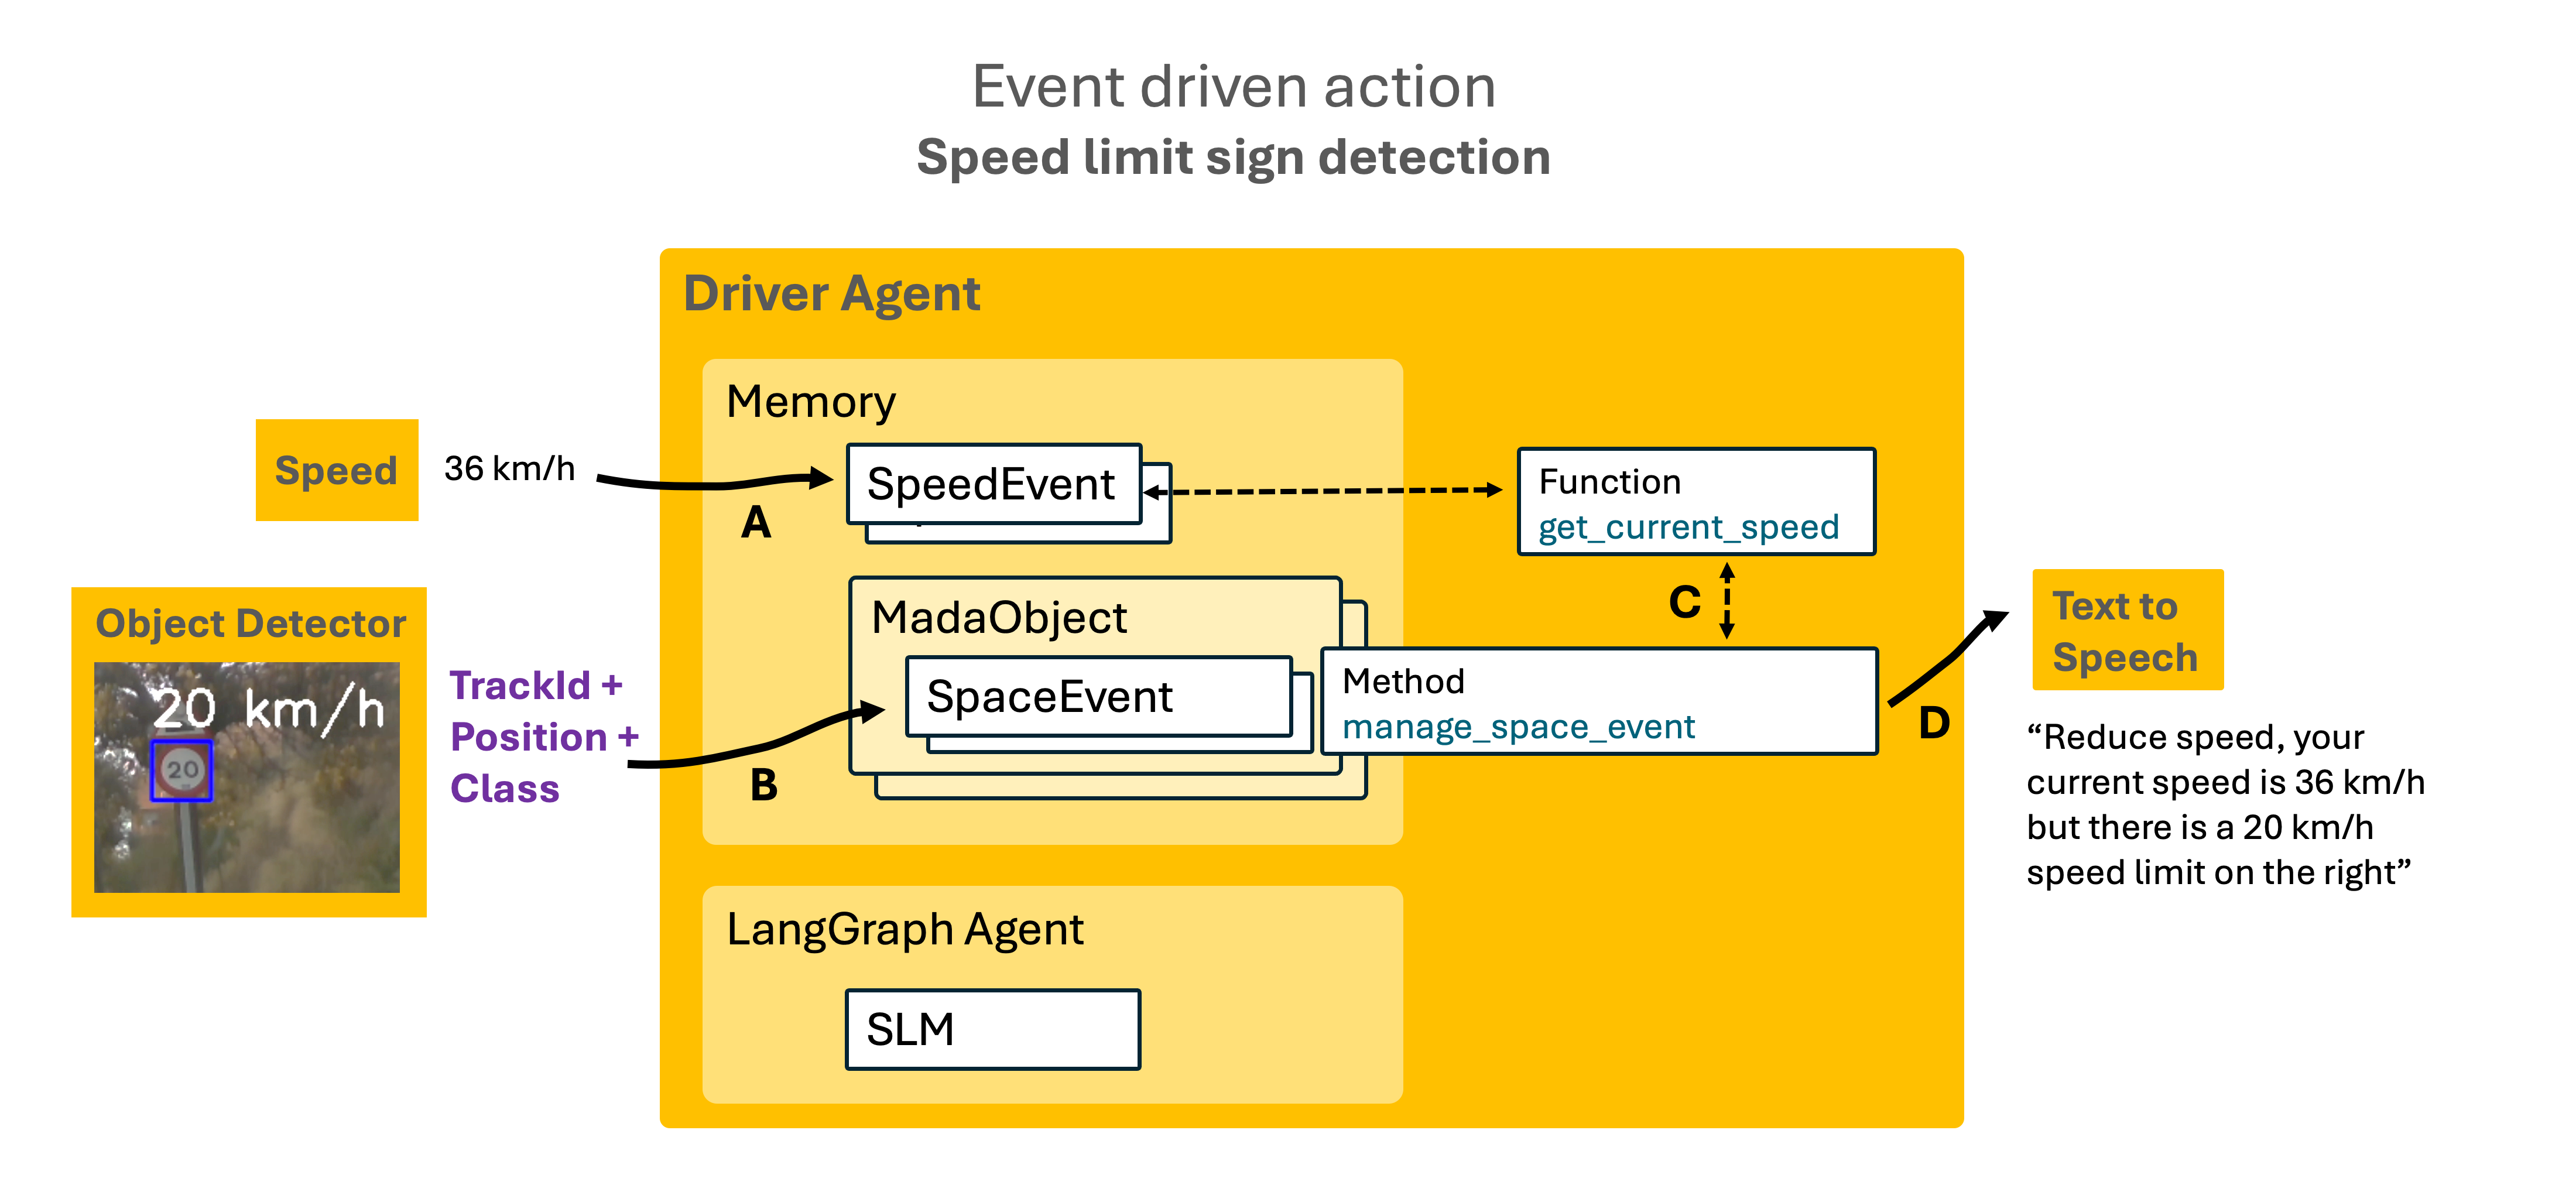 Event driven action
Speed limit sign detection
Driver Agent
Memory
Speed
36 km/h
A
SpeedEvent
Function
get_current_speed
C
Object Detector
20 km/h
20
TrackId +
Position +
Class
B
MadaObject
SpaceEvent
Method
manage_space_event
D
Text to
Speech
“Reduce speed, your
current speed is 36 km/h
but there is a 20 km/h
speed limit on the right”
LangGraph Agent
SLM